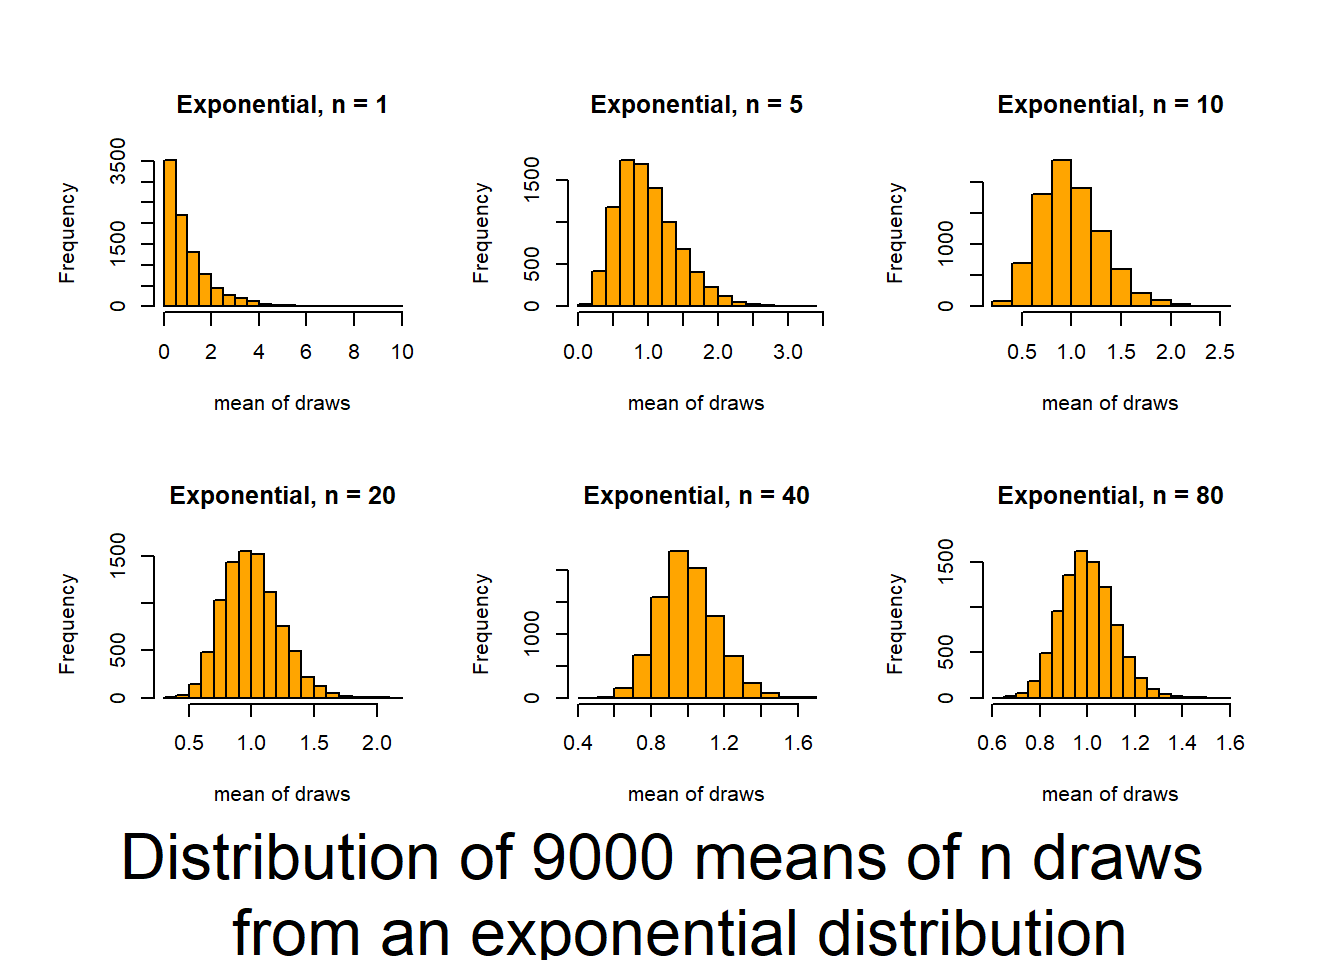 Exponential, n = 1
Frequency
3500
1500
0
0 2 4 6 8 10
mean of draws
Exponential, n = 5
Frequency
1500
500
0
0.0 1.0 2.0 3.0
mean of draws
Exponential, n = 10
Frequency
1000
0
0.5 1.0 1.5 2.0 2.5
mean of draws
Exponential, n = 20
Frequency
1500
500
0
0.5 1.0 1.5 2.0
mean of draws
Exponential, n = 40
Frequency
1000
0
0.4 0.8 1.2 1.6
mean of draws
Exponential, n = 80
Frequency
1500
500
0
0.6 0.8 1.0 1.2 1.4 1.6
mean of draws
Distribution of 9000 means of n draws
from an exponential distribution